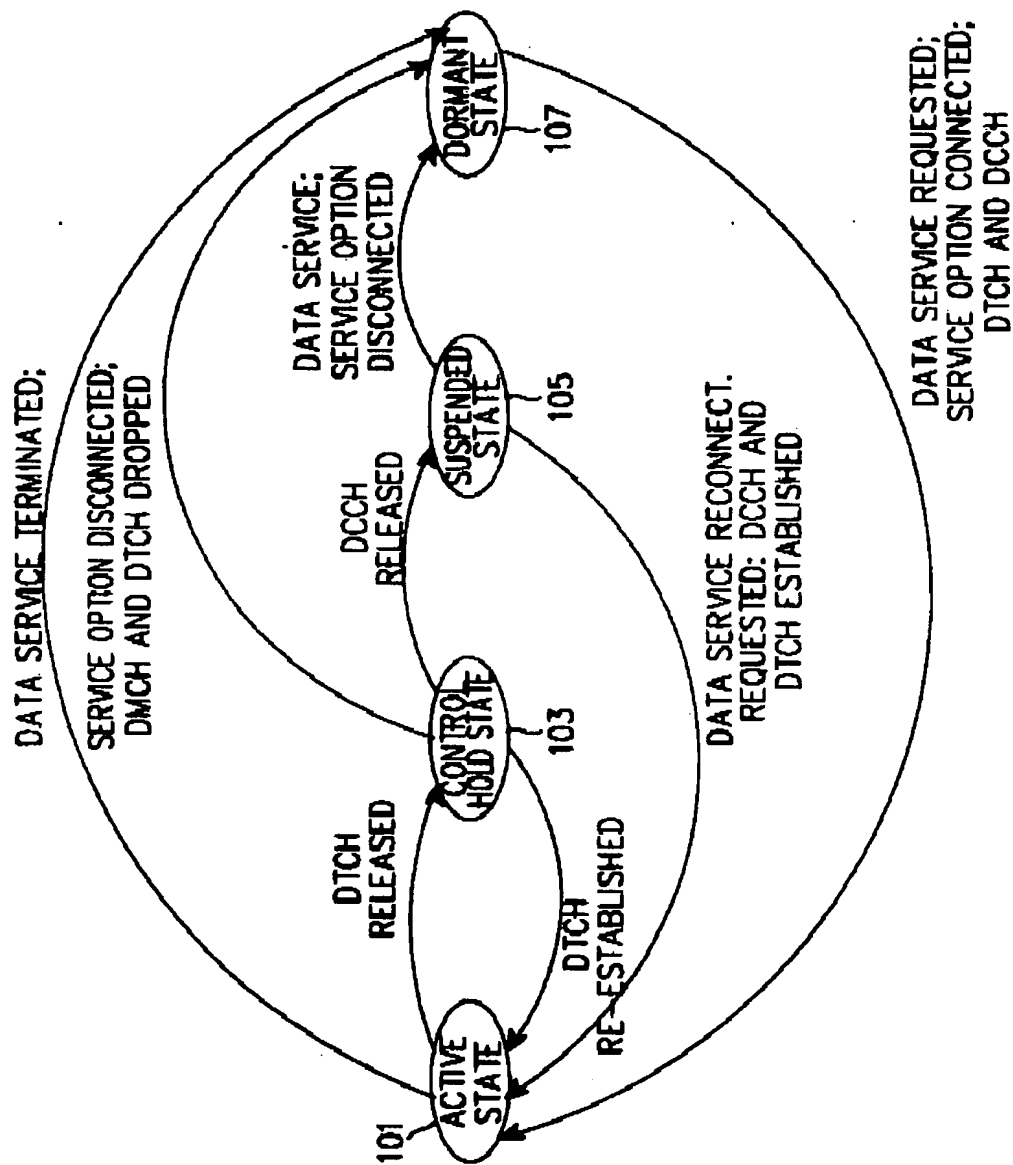 DATA SERVICE TERMINATED;
SERVICE OPTION DISCONNECTED;
DMCH AND DTCH DROPPED
DATA SERVICE;
SERVICE OPTION
DISCONNECTED
DTCH
RELEASED
DCCH
RELEASED
101
ACTIVE
STATE
CONTROL
HOLD STATE
103
SUSPENDED
STATE
105
DORMANT
STATE
107
DTCH
RE-ESTABLISHED
DATA SERVICE RECONNECT.
REQUESTED: DCCH AND
DTCH ESTABLISHED
DATA SERVICE REQUESTED;
SERVICE OPTION CONNECTED;
DTCH AND DCCH